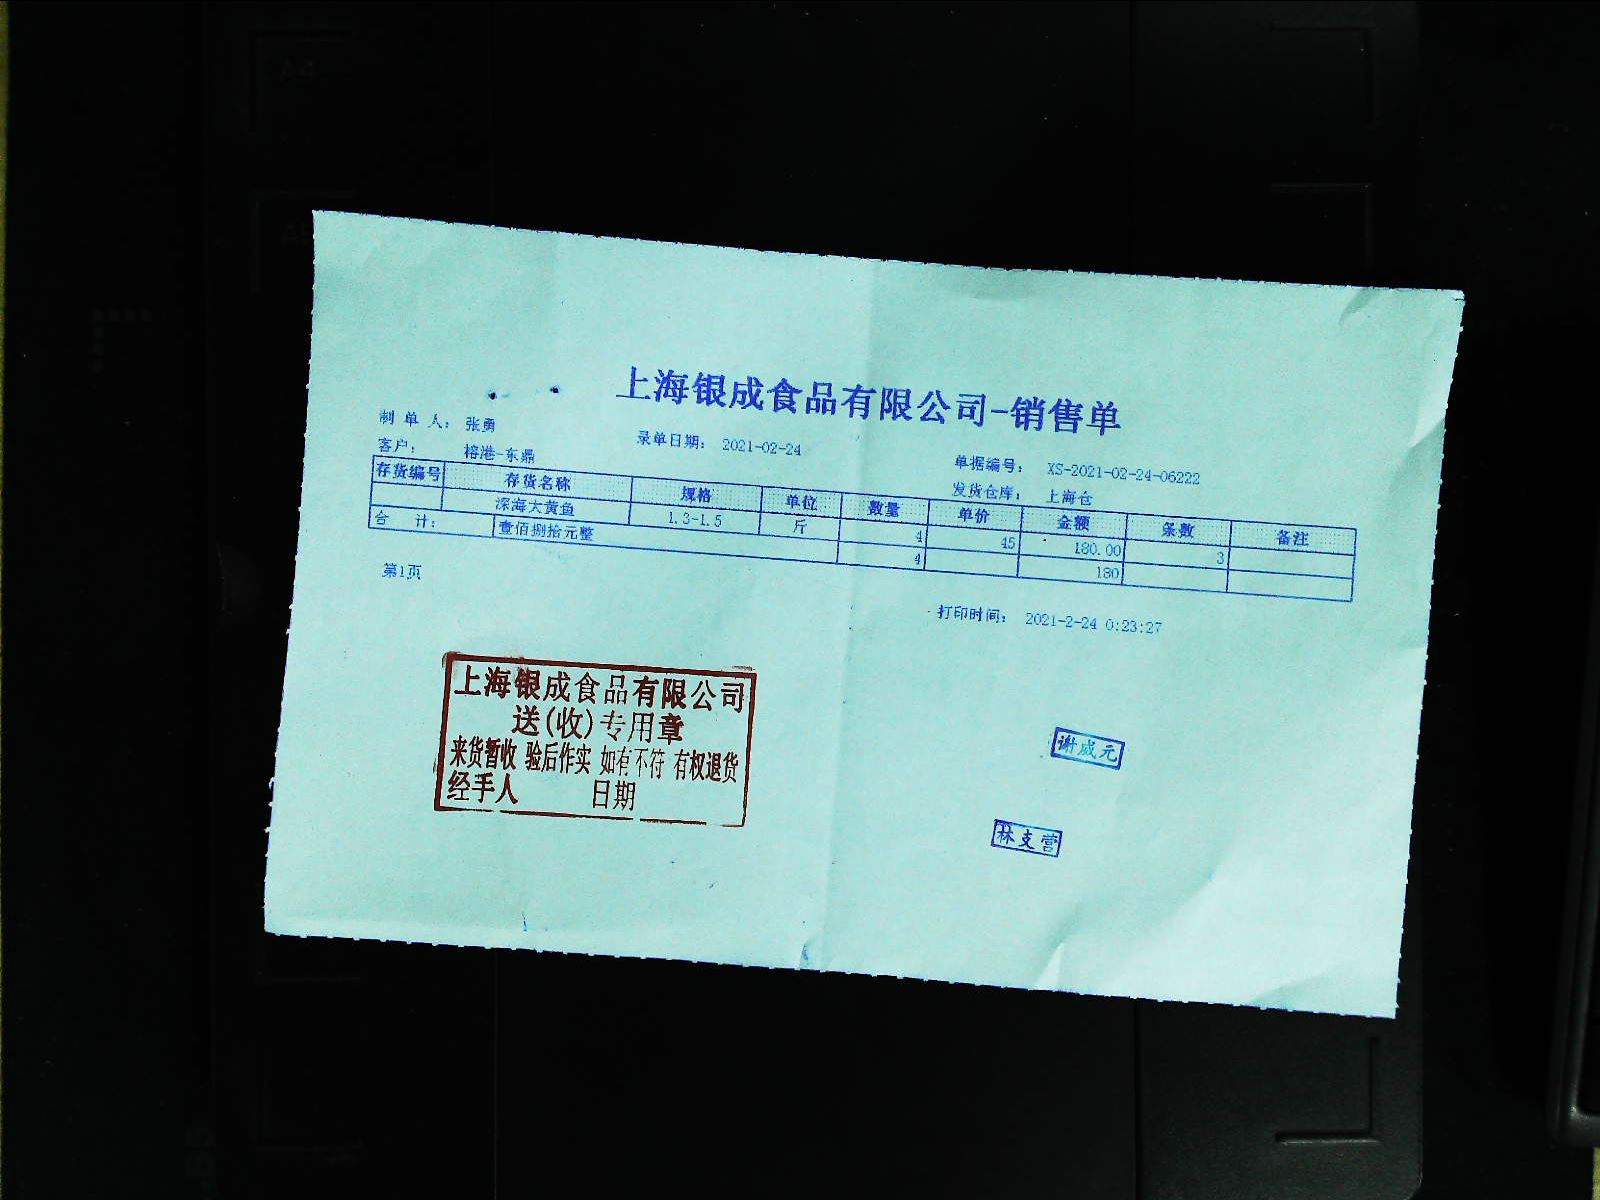 上海银成食品有限公司-销售单
制 单 人: 张勇
录单日期: 2021-02-24
单据编号: XS-2021-02-24-06222
客户: 榕港-东鼎
发货仓库: 上海仓
存货编号 存货名称 规格 单位 数量 单价 金额 条数 备注
深海大黄鱼 1.3-1.5 斤 4 45 180.00 3
合 计: 壹佰捌拾元整 4 180
第1页
打印时间: 2021-2-24 0:23:27
上海银成食品有限公司
送(收)专用章
来货暂收 验后作实 如有不符 有权退货
经手人 日期
谢成元
林支营